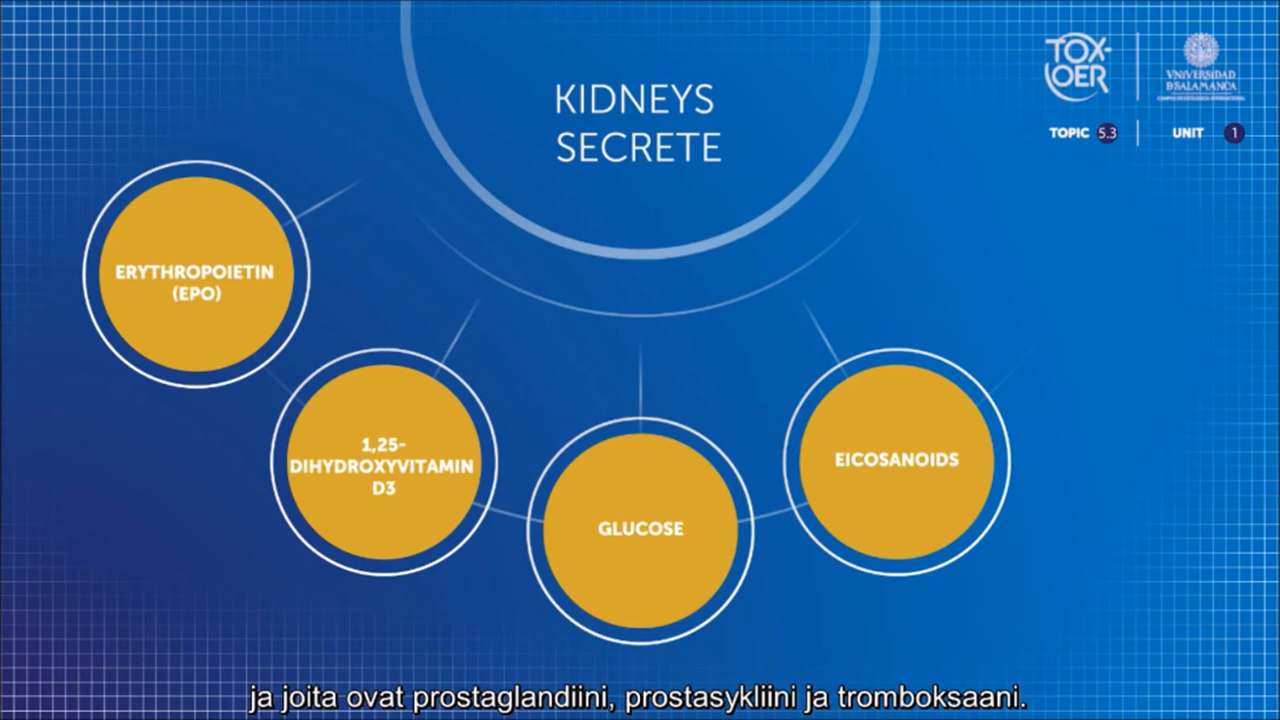 KIDNEYS
SECRETE
TOX-
OER
VNIVERSIDAD
D SALAMANCA
TOPIC 5.3
UNIT 1
ERYTHROPOIETIN
(EPO)
1,25-
DIHYDROXYVITAMIN
D3
GLUCOSE
EICOSANOIDS
ja joita ovat prostaglandiini, prostasykliini ja tromboksaani.